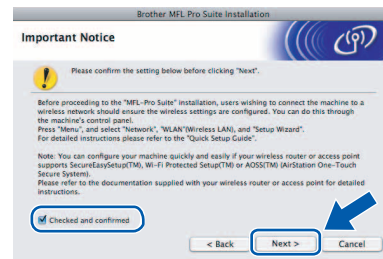 Brother MFL Pro Suite Installation
Important Notice
Please confirm the setting below before clicking "Next".
Before proceeding to the "MFL-Pro Suite" installation, users wishing to connect the machine to a
wireless network should ensure the wireless settings are configured. You can do this through
the machine's control panel.
Press "Menu", and select "Network", "WLAN"(Wireless LAN), and "Setup Wizard".
For detailed instructions please refer to the "Quick Setup Guide".
Note: You can configure your machine quickly and easily if your wireless router or access point
supports SecureEasySetup(TM), Wi-Fi Protected Setup(TM) or AOSS(TM) (AirStation One-Touch
Secure System).
Please refer to the documentation supplied with your wireless router or access point for detailed
instructions.
Checked and confirmed
< Back Next > Cancel